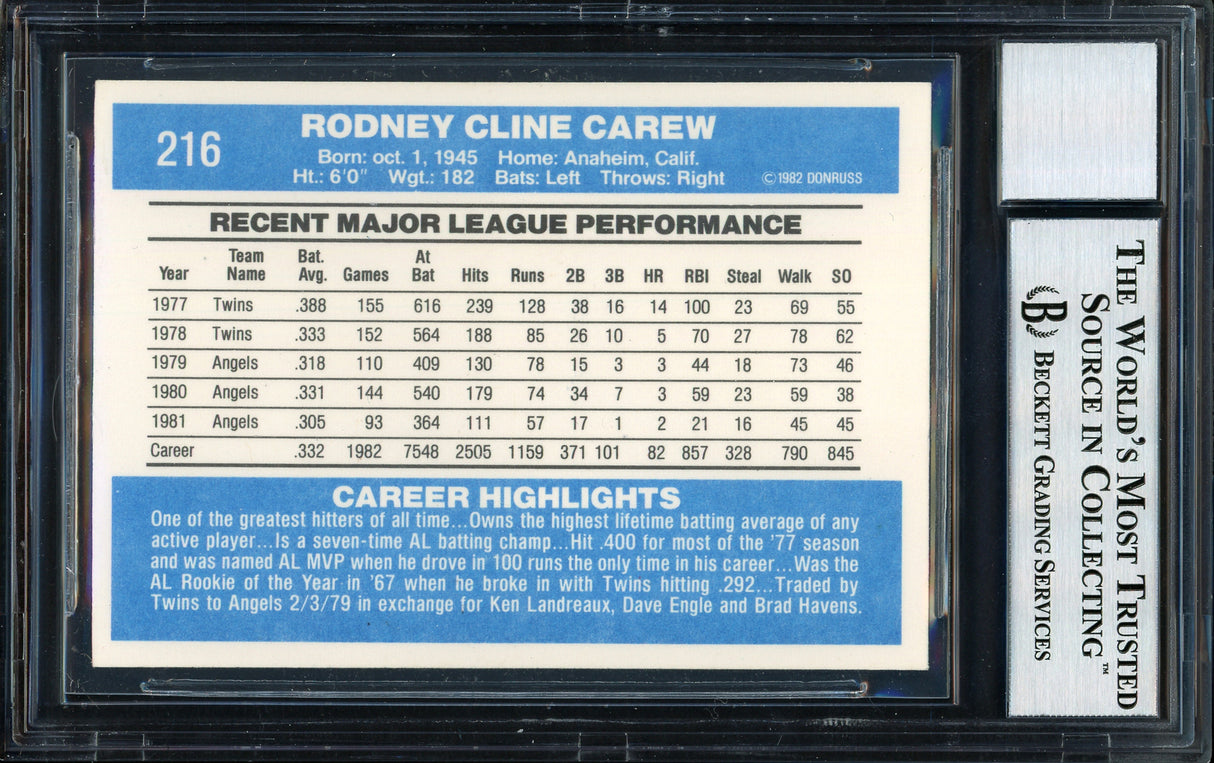 216
RODNEY CLINE CAREW
Born: oct. 1, 1945 Home: Anaheim, Calif.
Ht.: 6'0" Wgt.: 182 Bats: Left Throws: Right
©1982 DONRUSS
RECENT MAJOR LEAGUE PERFORMANCE
Year Team Name Bat. Avg. Games At Bat Hits Runs 2B 3B HR RBI Steal Walk SO
1977 Twins .388 155 616 239 128 38 16 14 100 23 69 55
1978 Twins .333 152 564 188 85 26 10 5 70 27 78 62
1979 Angels .318 110 409 130 78 15 3 3 44 18 73 46
1980 Angels .331 144 540 179 74 34 7 3 59 23 59 38
1981 Angels .305 93 364 111 57 17 1 2 21 16 45 45
Career .332 1982 7548 2505 1159 371 101 82 857 328 790 845
CAREER HIGHLIGHTS
One of the greatest hitters of all time...Owns the highest lifetime batting average of any
active player...Is a seven-time AL batting champ...Hit .400 for most of the '77 season
and was named AL MVP when he drove in 100 runs the only time in his career...Was the
AL Rookie of the Year in '67 when he broke in with Twins hitting .292...Traded by
Twins to Angels 2/3/79 in exchange for Ken Landreaux, Dave Engle and Brad Havens.
THE WORLD'S MOST TRUSTED
SOURCE IN COLLECTING™
B BECKETT GRADING SERVICES